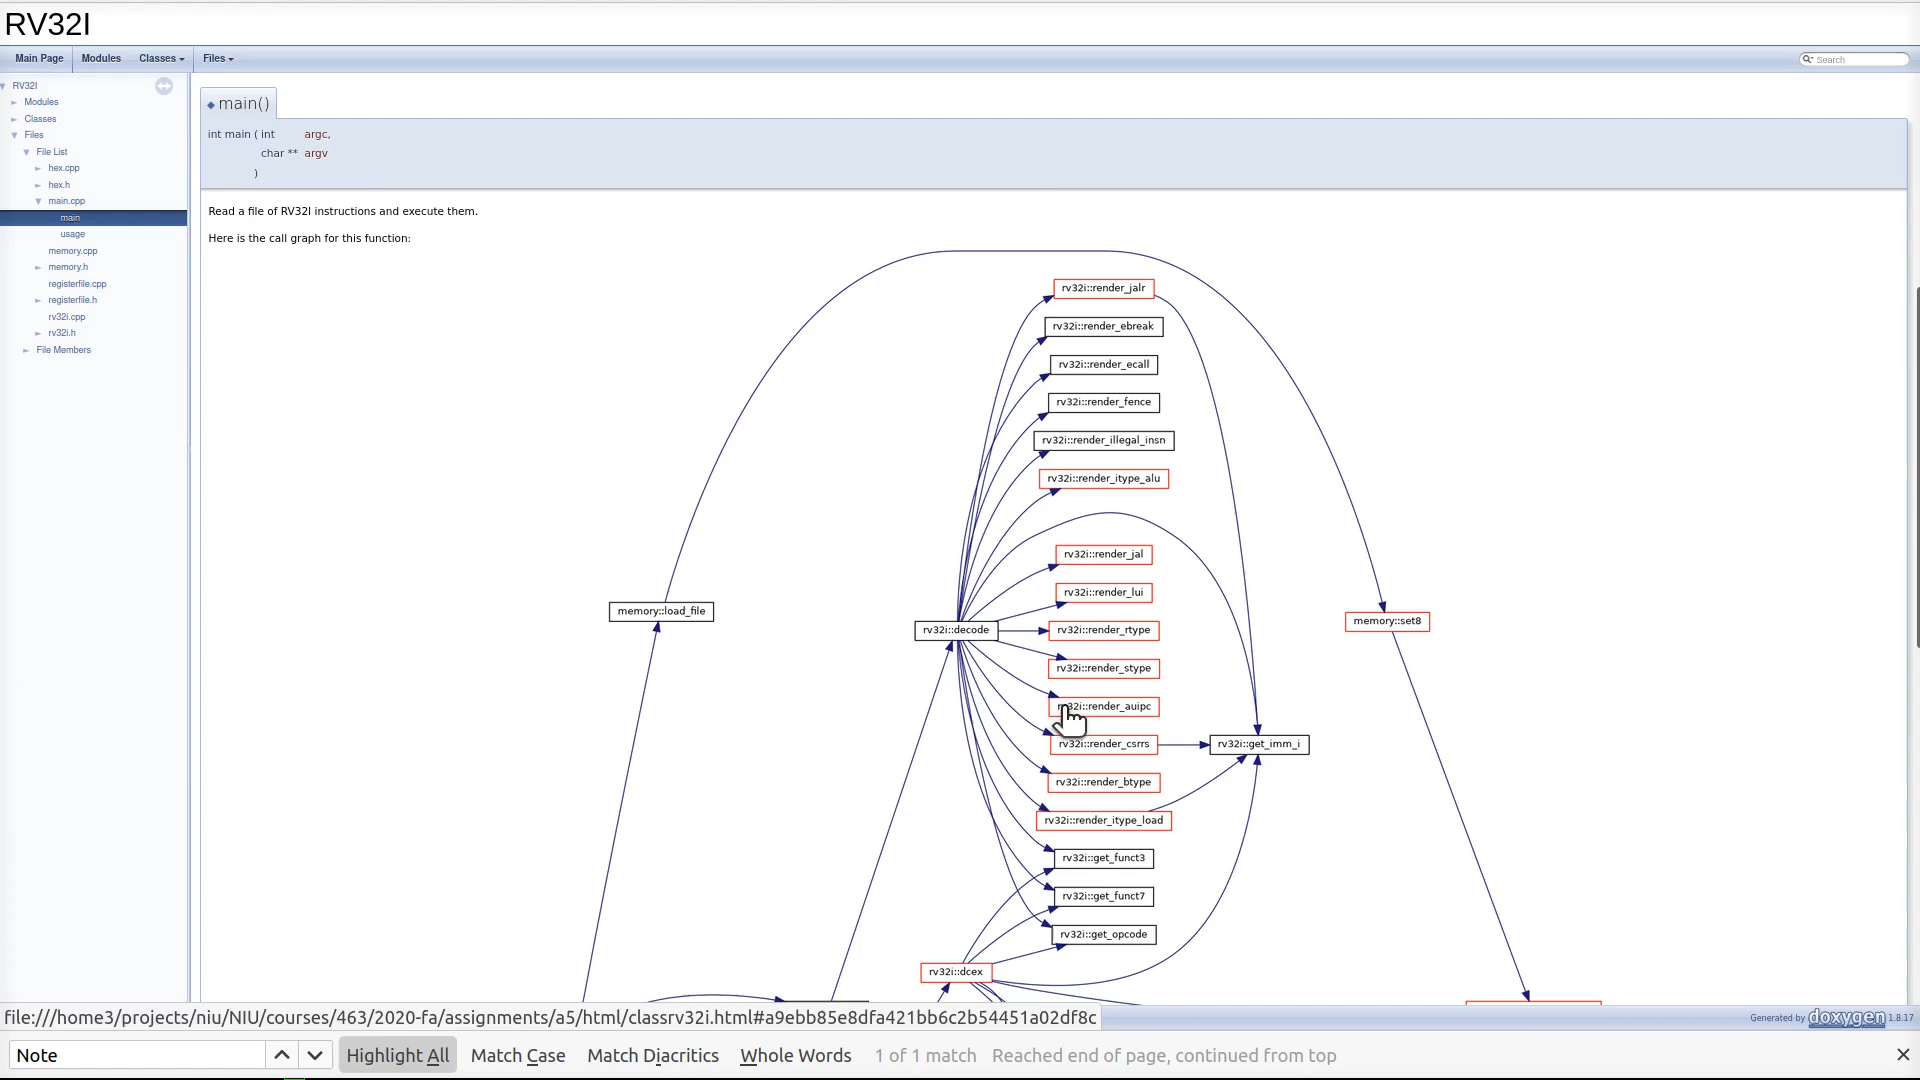 RV32I
Main Page
Modules
Classes
Files
Search
RV32I
Modules
Classes
Files
File List
hex.cpp
hex.h
main.cpp
main
usage
memory.cpp
memory.h
registerfile.cpp
registerfile.h
rv32i.cpp
rv32i.h
File Members
main()
int main ( int argc,
char ** argv
)
Read a file of RV32I instructions and execute them.
Here is the call graph for this function:
rv32i::render_jalr
rv32i::render_ebreak
rv32i::render_ecall
rv32i::render_fence
rv32i::render_illegal_insn
rv32i::render_itype_alu
rv32i::render_jal
rv32i::render_lui
memory::load_file
memory::set8
rv32i::decode
rv32i::render_rtype
rv32i::render_stype
rv32i::render_auipc
rv32i::render_csrrs
rv32i::get_imm_i
rv32i::render_btype
rv32i::render_itype_load
rv32i::get_funct3
rv32i::get_funct7
rv32i::get_opcode
rv32i::dcex
file:///home3/projects/niu/NIU/courses/463/2020-fa/assignments/a5/html/classrv32i.html#a9ebb85e8dfa421bb6c2b54451a02df8c
Generated by doxygen 1.8.17
Note
Highlight All
Match Case
Match Diacritics
Whole Words
1 of 1 match
Reached end of page, continued from top